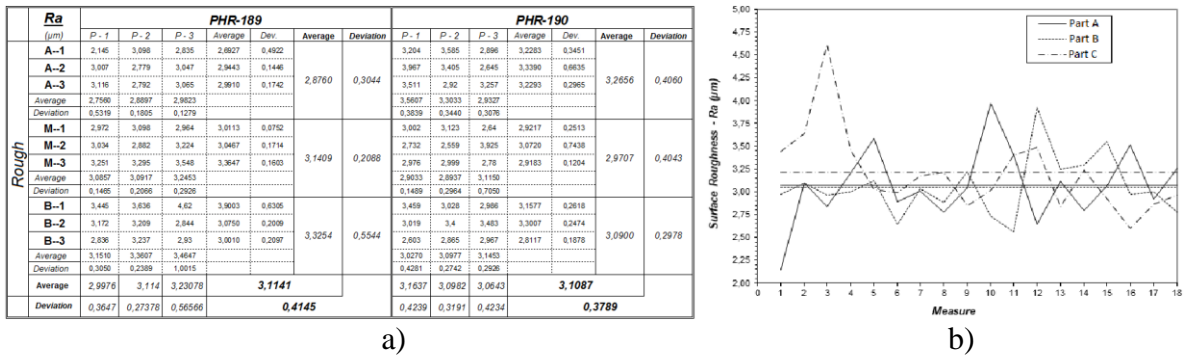 Ra PHR-189 PHR-190
(µm) P - 1 P - 2 P - 3 Average Dev. Average Deviation P - 1 P - 2 P - 3 Average Dev. Average Deviation
Rough
A--1 2,145 3,098 2,835 2,6927 0,4922 3,204 3,585 2,896 3,2283 0,3451
A--2 3,007 2,779 3,047 2,9443 0,1446 2,8760 0,3044 3,967 3,405 2,645 3,3390 0,6635 3,2656 0,4060
A--3 3,116 2,792 3,065 2,9910 0,1742 3,511 2,92 3,257 3,2293 0,2965
Average 2,7560 2,8897 2,9823 3,5607 3,3033 2,9327
Deviation 0,5319 0,1805 0,1279 0,3839 0,3440 0,3076
M--1 2,972 3,098 2,964 3,0113 0,0752 3,002 3,123 2,64 2,9217 0,2513
M--2 3,034 2,882 3,224 3,0467 0,1714 3,1409 0,2088 2,732 2,559 3,925 3,0720 0,7438 2,9707 0,4043
M--3 3,251 3,295 3,548 3,3647 0,1603 2,976 2,999 2,78 2,9183 0,1204
Average 3,0857 3,0917 3,2453 2,9033 2,8937 3,1150
Deviation 0,1465 0,2066 0,2926 0,1489 0,2964 0,7050
B--1 3,445 3,636 4,62 3,9003 0,6305 3,459 3,028 2,986 3,1577 0,2618
B--2 3,172 3,209 2,844 3,0750 0,2009 3,3254 0,5544 3,019 3,4 3,483 3,3007 0,2474 3,0900 0,2978
B--3 2,836 3,237 2,93 3,0010 0,2097 2,603 2,865 2,967 2,8117 0,1878
Average 3,1510 3,3607 3,4647 3,0270 3,0977 3,1453
Deviation 0,3050 0,2389 1,0015 0,4281 0,2742 0,2926
Average 2,9976 3,114 3,23078 3,1141 3,1637 3,0982 3,0643 3,1087
Deviation 0,3647 0,27378 0,56566 0,4145 0,4239 0,3191 0,4234 0,3789
a)
Surface Roughness - Ra (µm)
5,00
4,75
4,50
4,25
4,00
3,75
3,50
3,25
3,00
2,75
2,50
2,25
2,00
Part A
Part B
Part C
0 1 2 3 4 5 6 7 8 9 10 11 12 13 14 15 16 17 18
Measure
b)